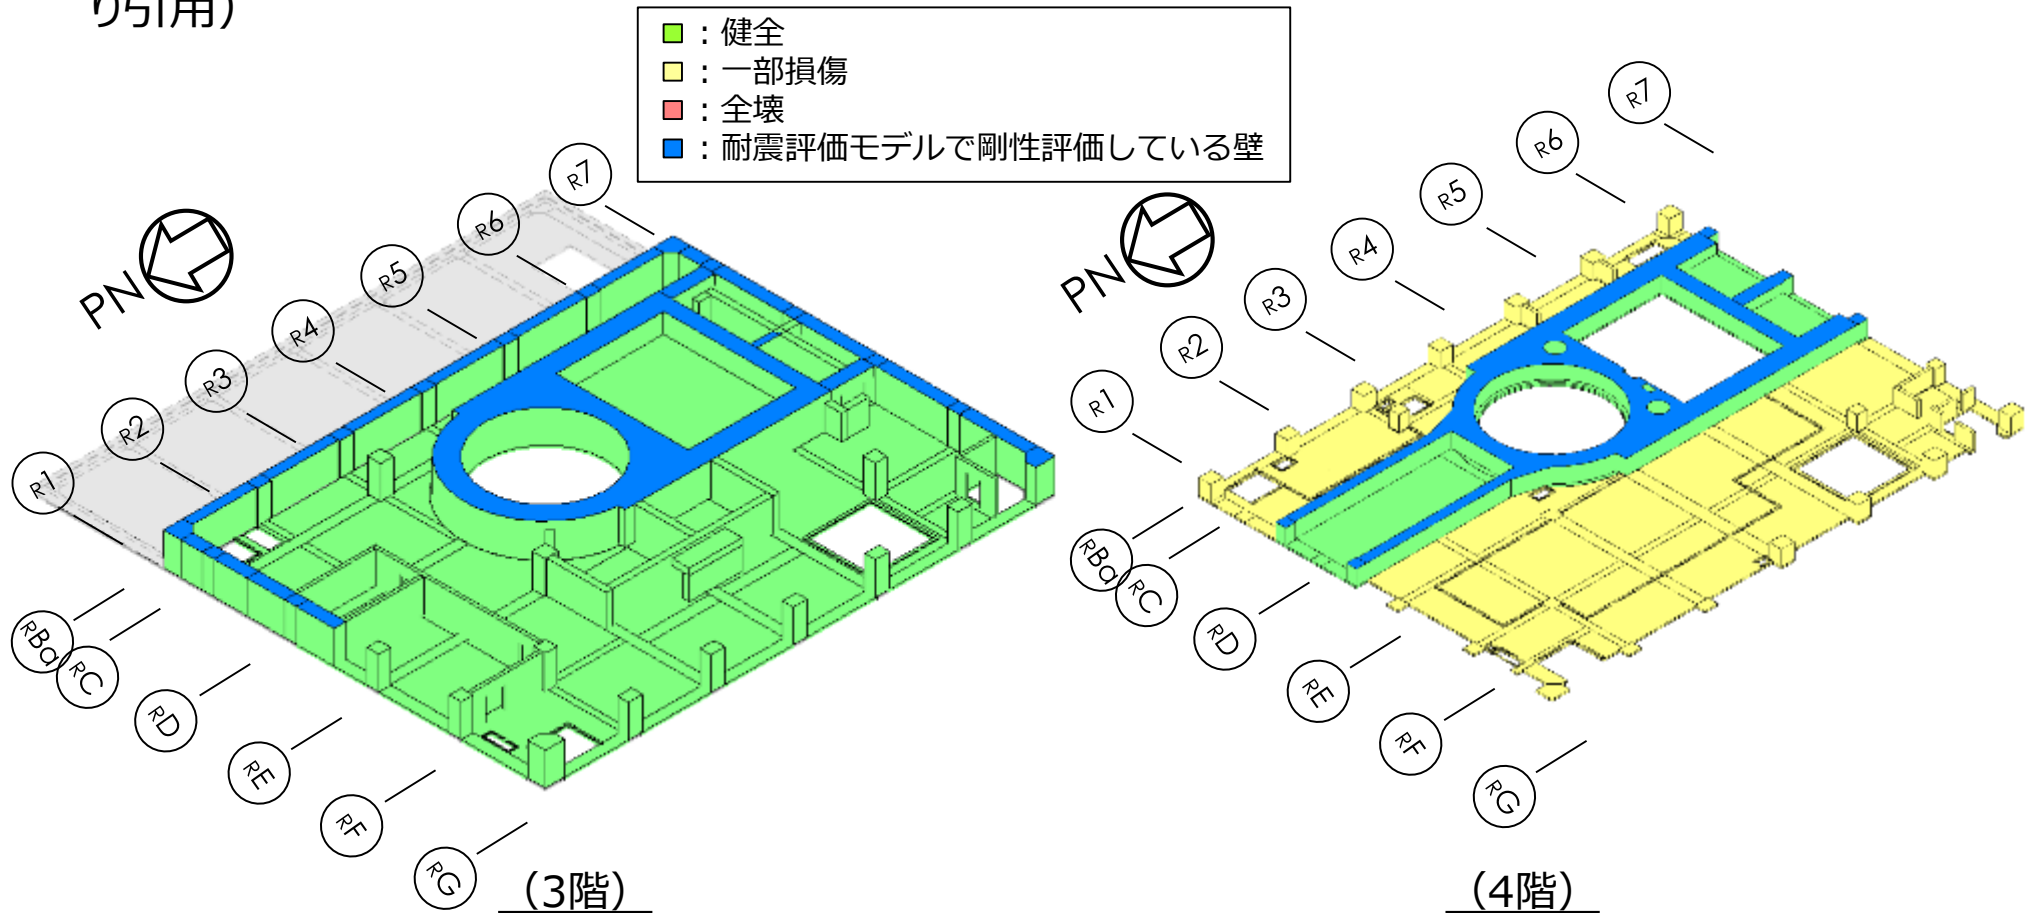 り引用）
：健全
：一部損傷
：全壊
：耐震評価モデルで剛性評価している壁
PN
R1
R2
R3
R4
R5
R6
R7
RBa
RC
RD
RE
RF
RG
（3階）
PN
R1
R2
R3
R4
R5
R6
R7
RBa
RC
RD
RE
RF
RG
（4階）